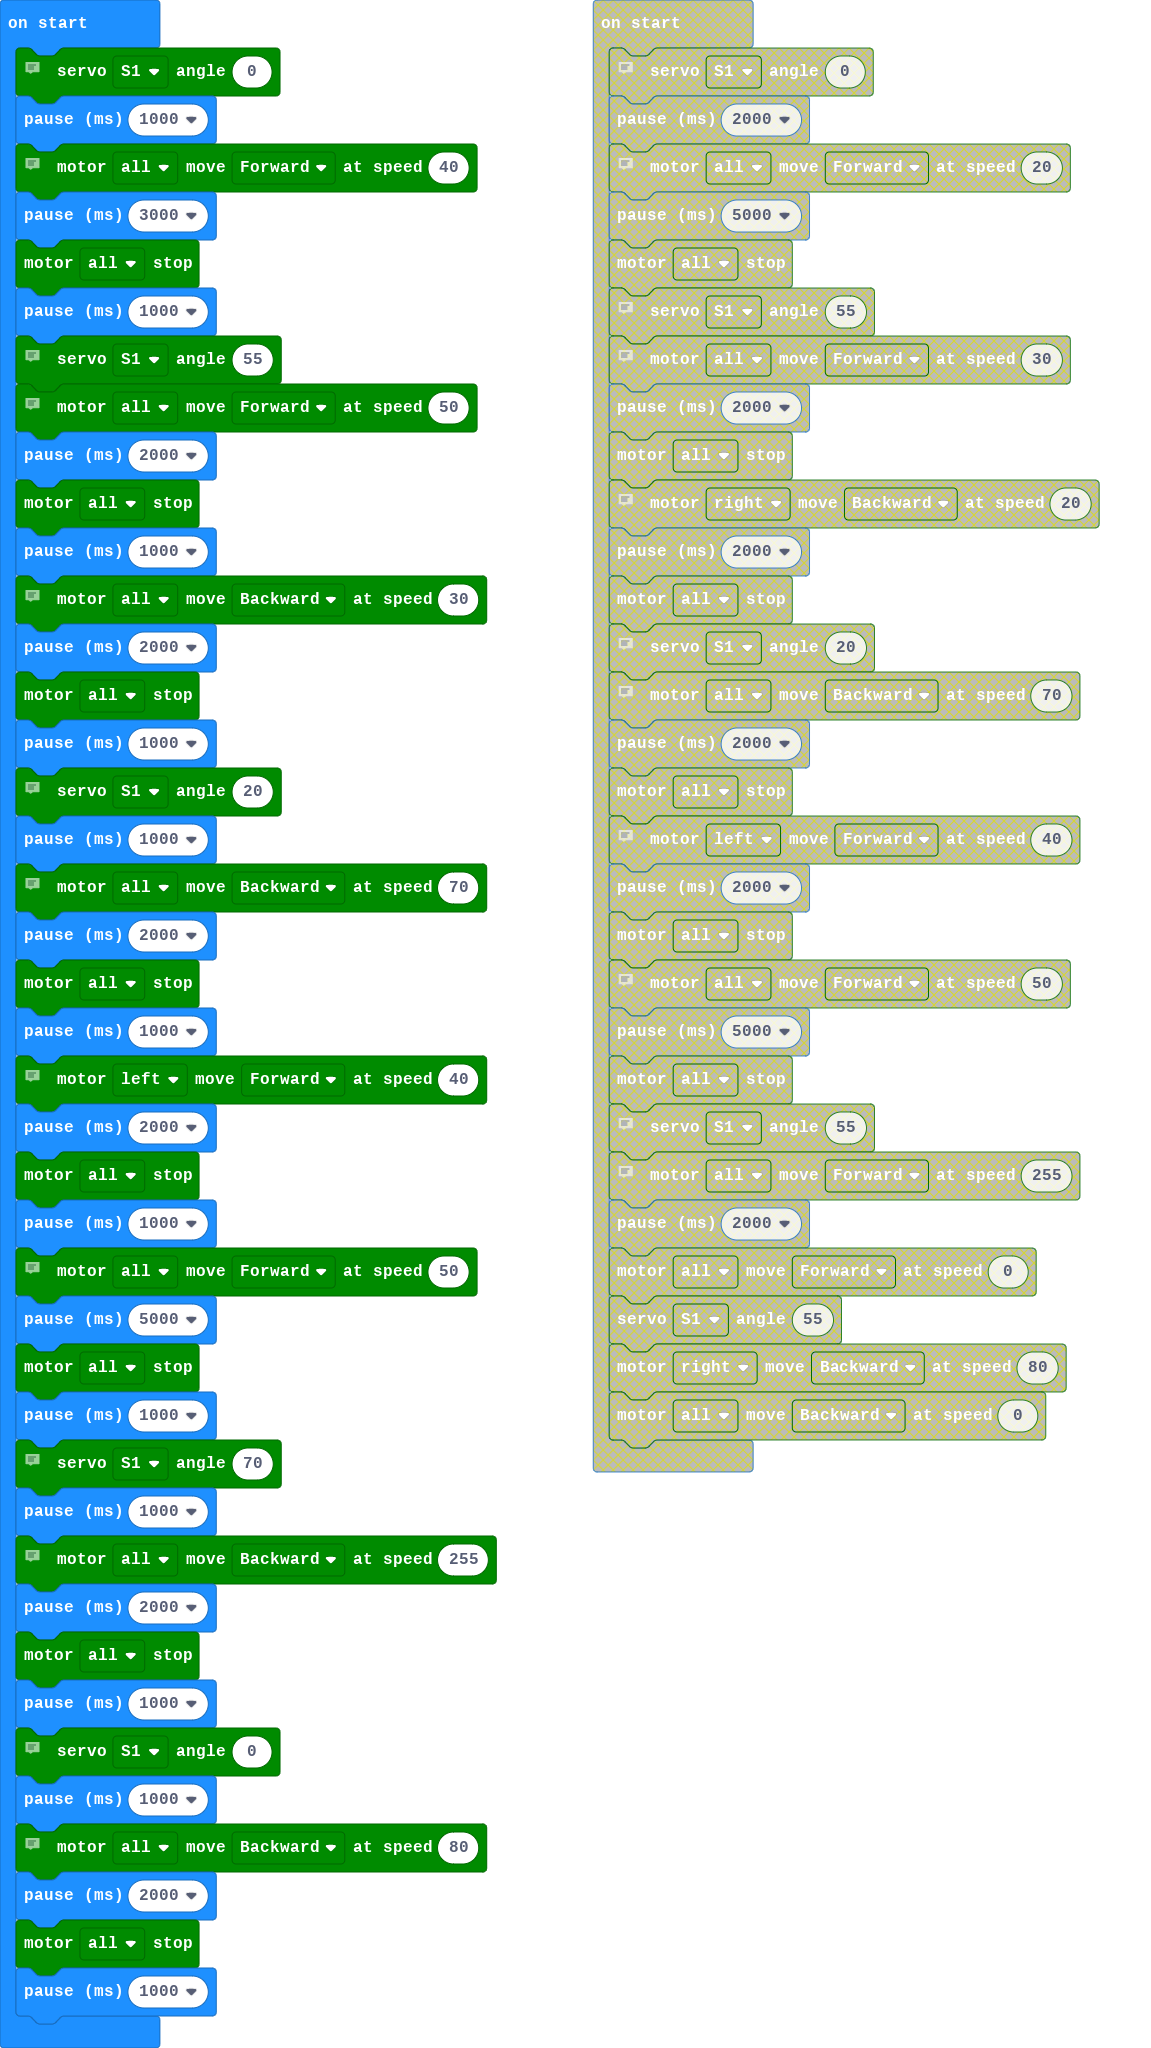 on start
servo S1 angle 0
pause (ms) 1000
motor all move Forward at speed 40
pause (ms) 3000
motor all stop
pause (ms) 1000
servo S1 angle 55
motor all move Forward at speed 50
pause (ms) 2000
motor all stop
pause (ms) 1000
motor all move Backward at speed 30
pause (ms) 2000
motor all stop
pause (ms) 1000
servo S1 angle 20
pause (ms) 1000
motor all move Backward at speed 70
pause (ms) 2000
motor all stop
pause (ms) 1000
motor left move Forward at speed 40
pause (ms) 2000
motor all stop
pause (ms) 1000
motor all move Forward at speed 50
pause (ms) 5000
motor all stop
pause (ms) 1000
servo S1 angle 70
pause (ms) 1000
motor all move Backward at speed 255
pause (ms) 2000
motor all stop
pause (ms) 1000
servo S1 angle 0
pause (ms) 1000
motor all move Backward at speed 80
pause (ms) 2000
motor all stop
pause (ms) 1000
on start
servo S1 angle 0
pause (ms) 2000
motor all move Forward at speed 20
pause (ms) 5000
motor all stop
servo S1 angle 55
motor all move Forward at speed 30
pause (ms) 2000
motor all stop
motor right move Backward at speed 20
pause (ms) 2000
motor all stop
servo S1 angle 20
motor all move Backward at speed 70
pause (ms) 2000
motor all stop
motor left move Forward at speed 40
pause (ms) 2000
motor all stop
motor all move Forward at speed 50
pause (ms) 5000
motor all stop
servo S1 angle 55
motor all move Forward at speed 255
pause (ms) 2000
motor all move Forward at speed 0
servo S1 angle 55
motor right move Backward at speed 80
motor all move Backward at speed 0